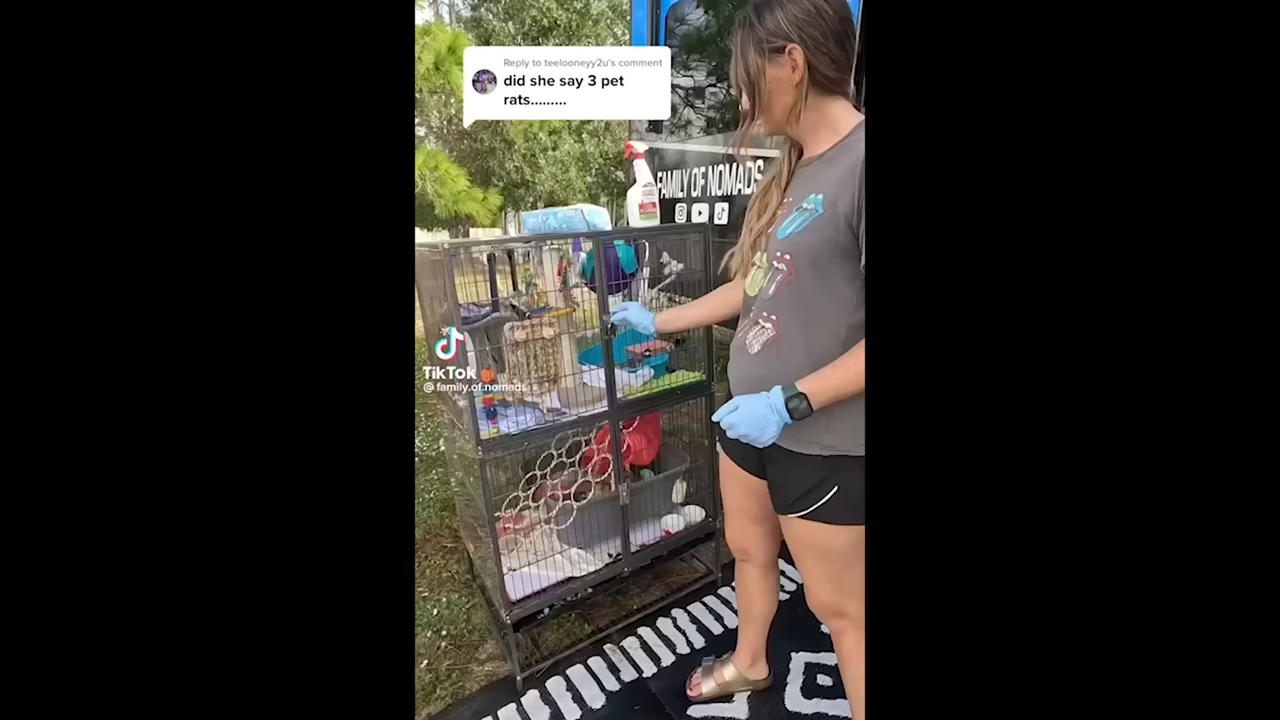 Reply to teelooneyy2u's comment
did she say 3 pet
rats.........
FAMILY OF NOMADS
TikTok
@family.of.nomads